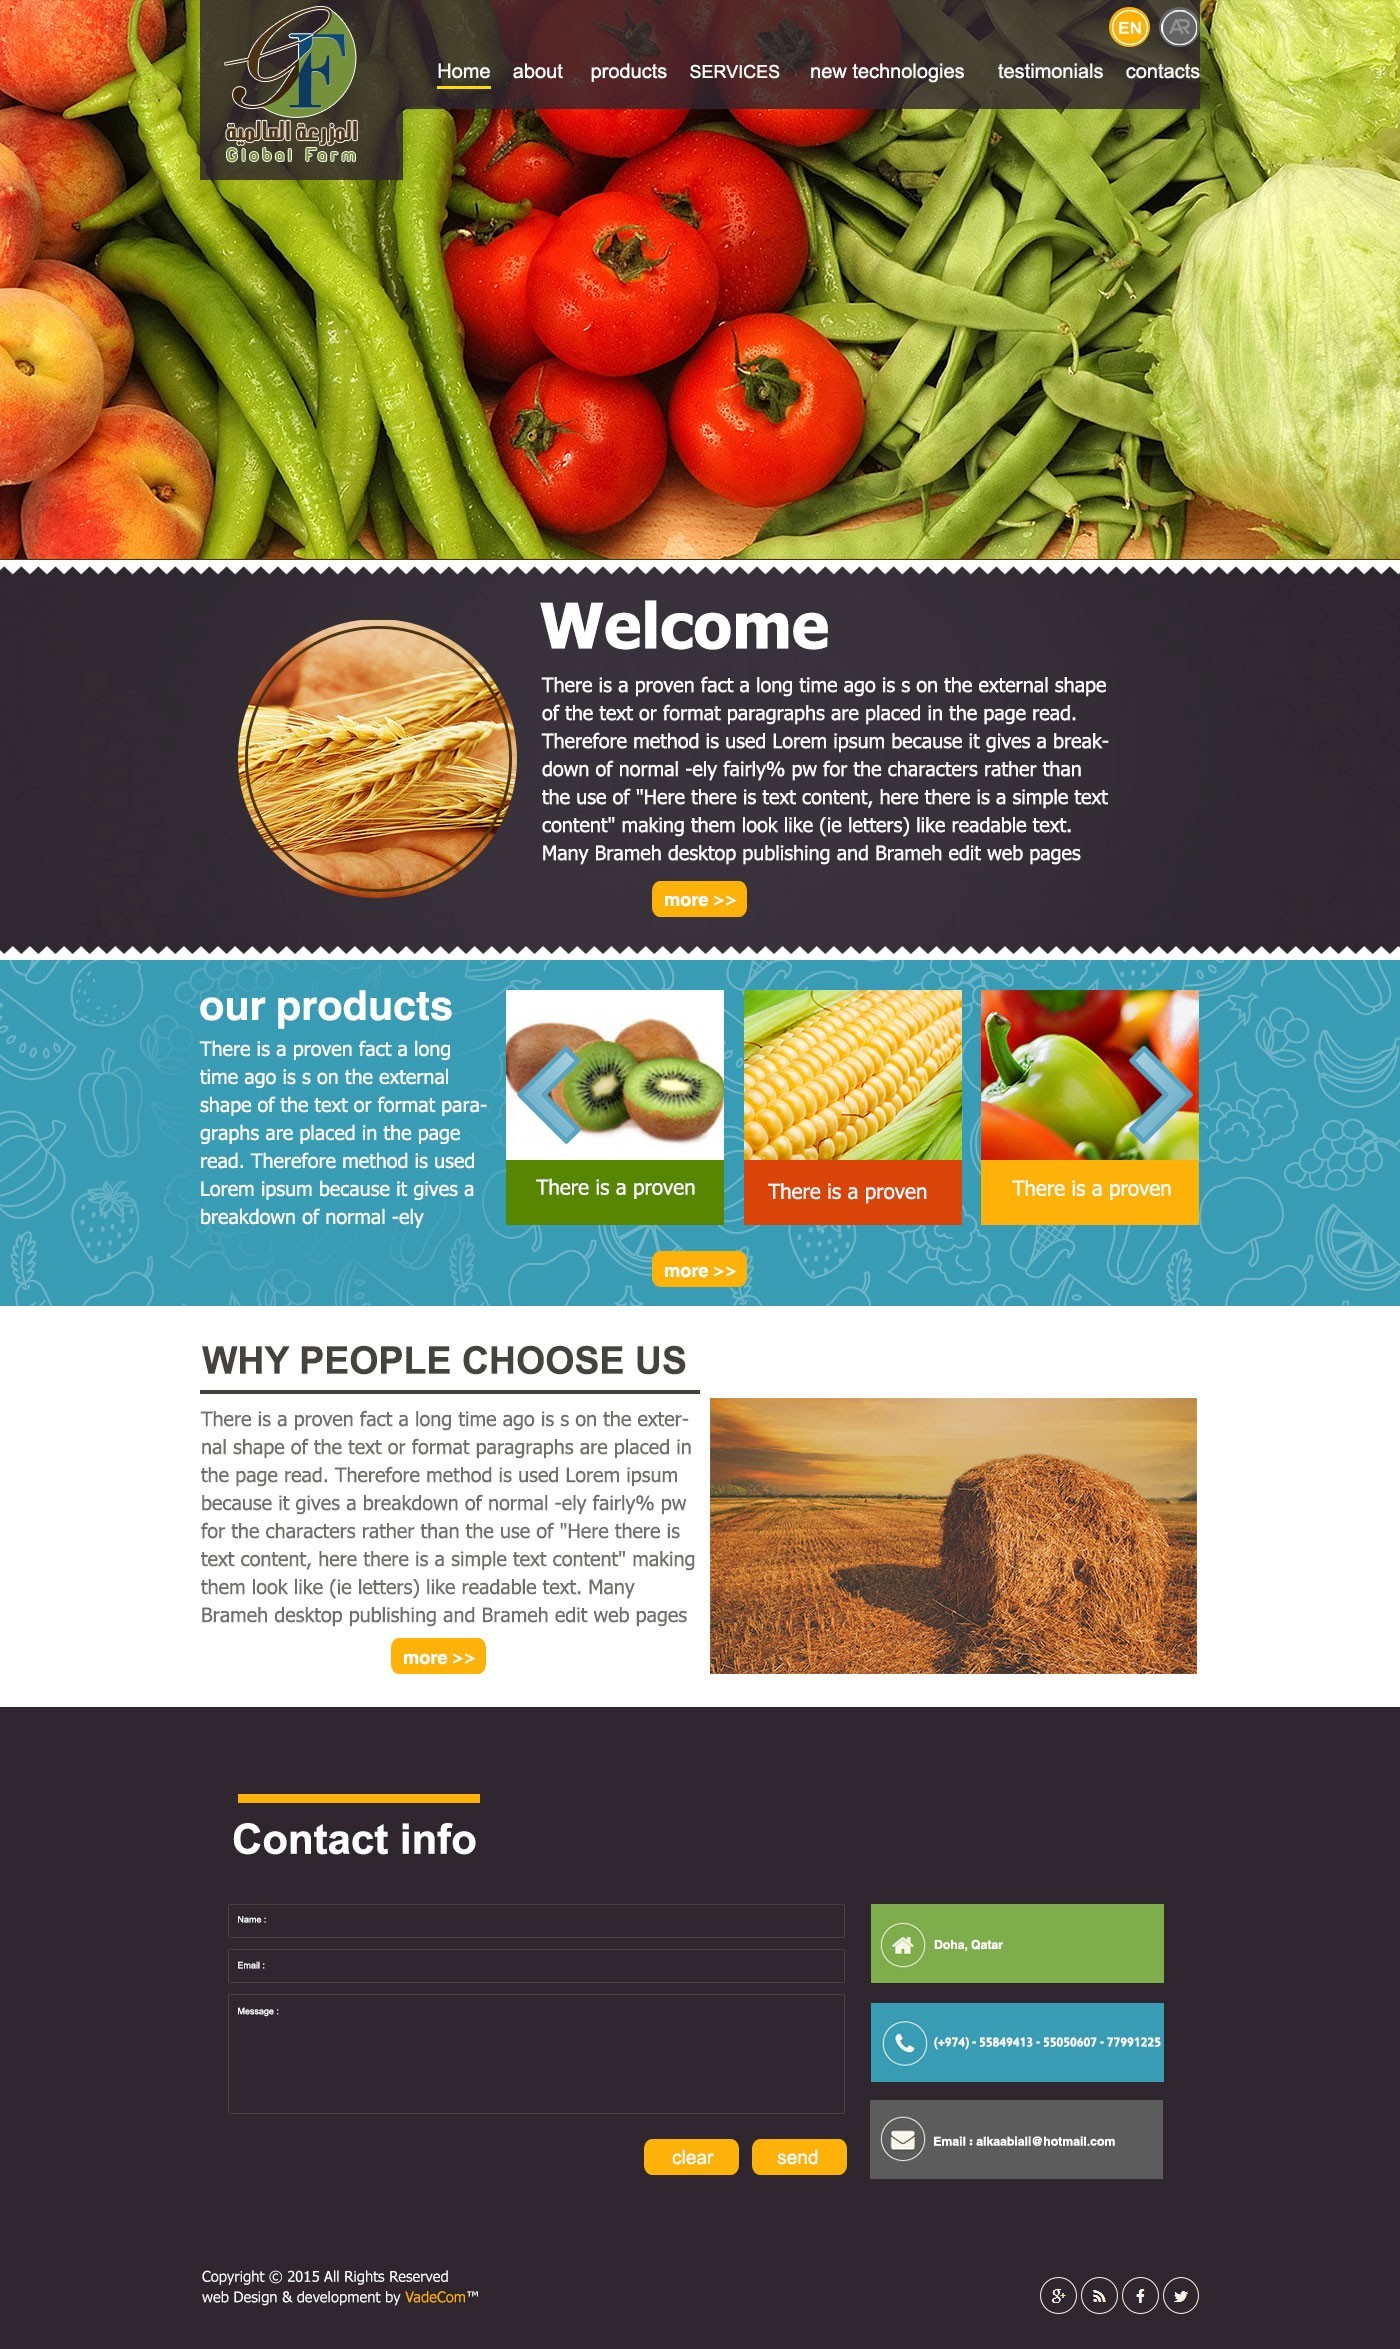 EN AR
Home about products SERVICES new technologies testimonials contacts
GF
المزرعة العالمية
Global Farm
Welcome
There is a proven fact a long time ago is s on the external shape
of the text or format paragraphs are placed in the page read.
Therefore method is used Lorem ipsum because it gives a break-
down of normal -ely fairly% pw for the characters rather than
the use of "Here there is text content, here there is a simple text
content" making them look like (ie letters) like readable text.
Many Brameh desktop publishing and Brameh edit web pages
more >>
our products
There is a proven fact a long
time ago is s on the external
shape of the text or format para-
graphs are placed in the page
read. Therefore method is used
Lorem ipsum because it gives a
breakdown of normal -ely
There is a proven
There is a proven
There is a proven
more >>
WHY PEOPLE CHOOSE US
There is a proven fact a long time ago is s on the exter-
nal shape of the text or format paragraphs are placed in
the page read. Therefore method is used Lorem ipsum
because it gives a breakdown of normal -ely fairly% pw
for the characters rather than the use of "Here there is
text content, here there is a simple text content" making
them look like (ie letters) like readable text. Many
Brameh desktop publishing and Brameh edit web pages
more >>
Contact info
Name :
Email :
Message :
clear send
Doha, Qatar
(+974) - 55849413 - 55050607 - 77991225
Email : alkaabiali@hotmail.com
Copyright © 2015 All Rights Reserved
web Design & development by VadeCom™